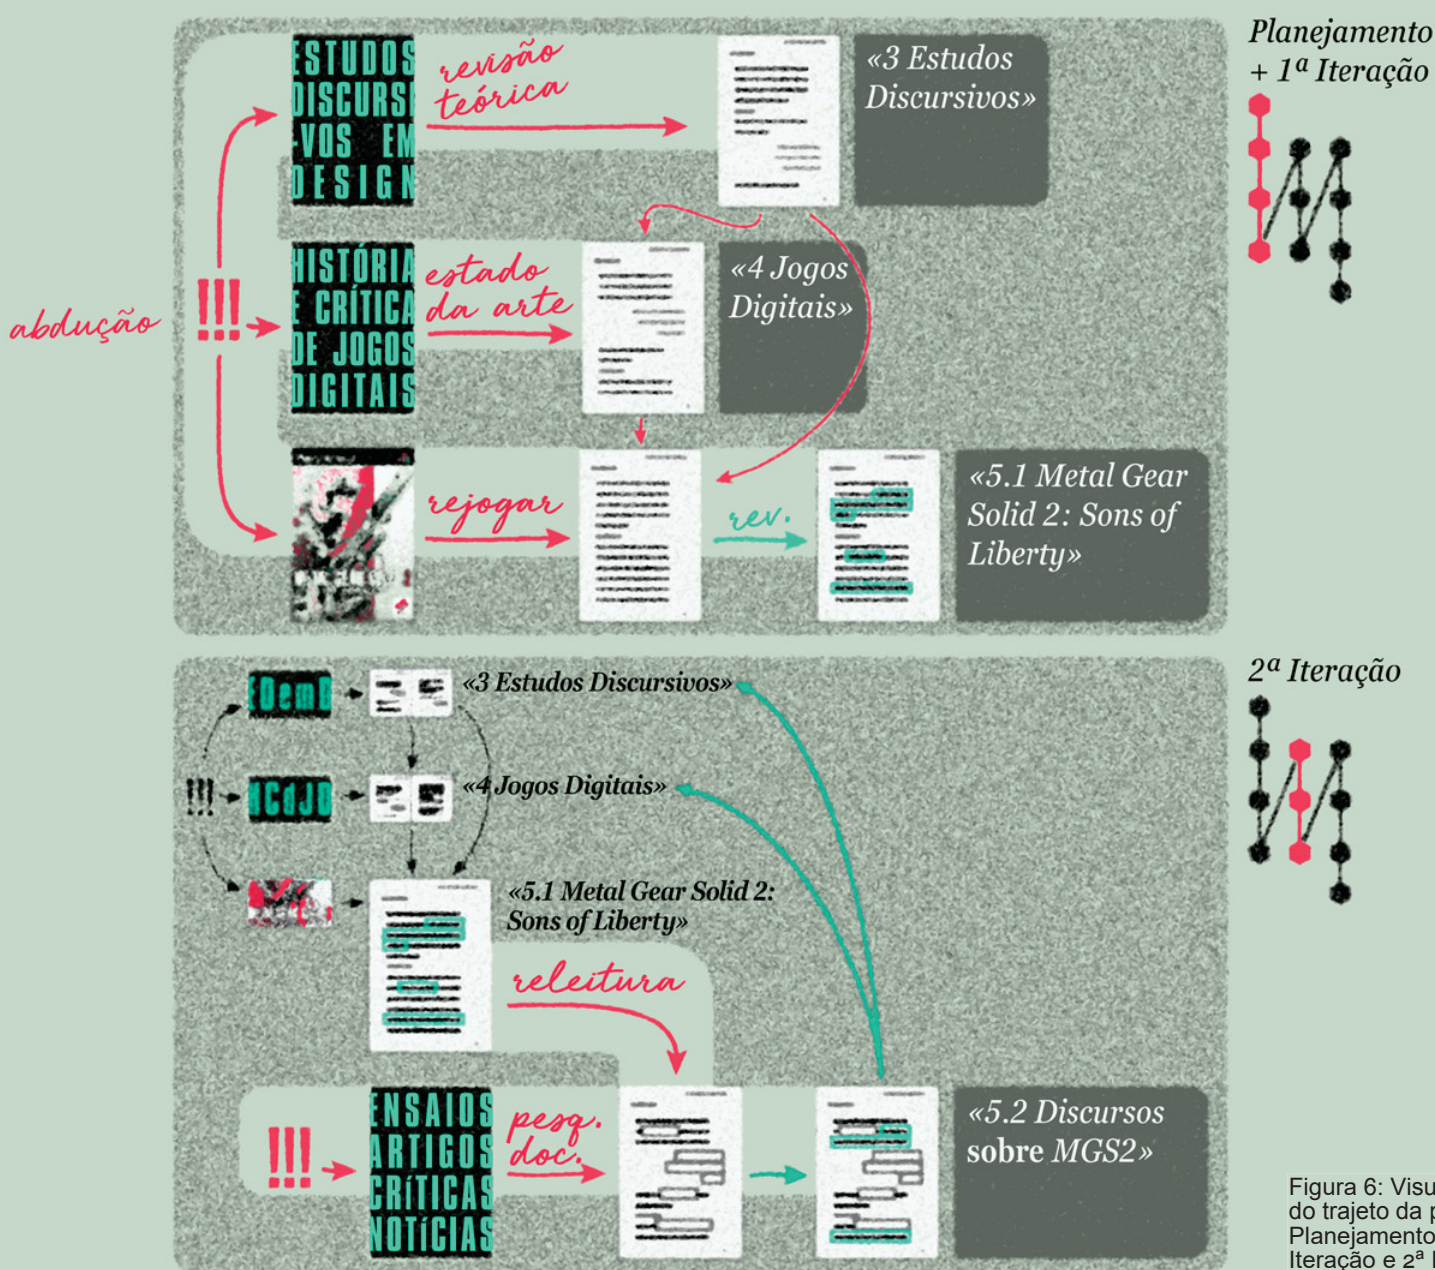 Planejamento
+ 1ª Iteração
abdução
!!!
ESTUDOS
DISCURSI
-VOS EM
DESIGN
revisão
teórica
«3 Estudos
Discursivos»
HISTÓRIA
E CRÍTICA
DE JOGOS
DIGITAIS
estado
da arte
«4 Jogos
Digitais»
rejogar
rev.
«5.1 Metal Gear
Solid 2: Sons of
Liberty»
2ª Iteração
!!!
EDemD
«3 Estudos Discursivos»
HCdJD
«4 Jogos Digitais»
«5.1 Metal Gear Solid 2:
Sons of Liberty»
releitura
!!!
ENSAIOS
ARTIGOS
CRÍTICAS
NOTÍCIAS
pesq.
doc.
«5.2 Discursos
sobre MGS2»
Figura 6: Visu
do trajeto da p
Planejamento
Iteração e 2ª I